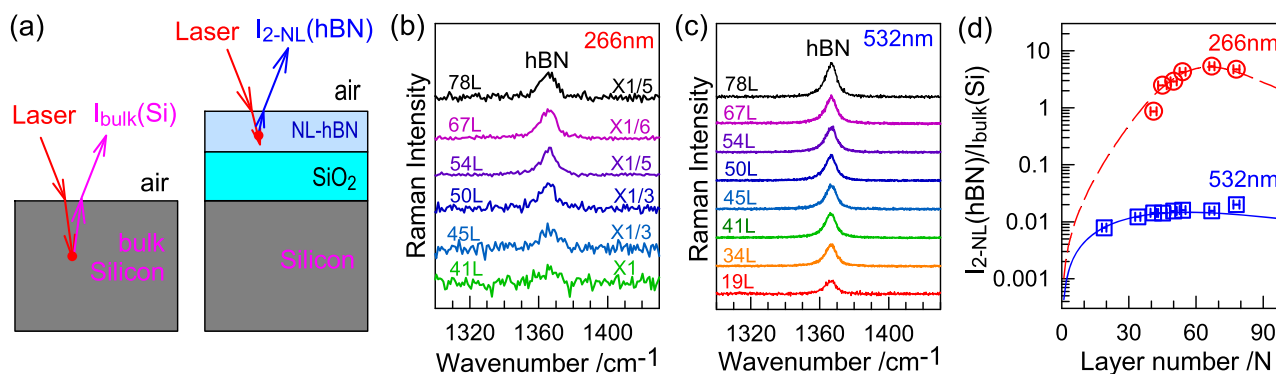 (a)
Laser
I2-NL(hBN)
Laser
Ibulk(Si)
air
NL-hBN
air
SiO2
bulk
Silicon
Silicon
(b)
266nm
hBN
78L
X1/5
67L
X1/6
54L
X1/5
50L
X1/3
45L
X1/3
41L
X1
Raman Intensity
1320
1360
1400
Wavenumber /cm-1
(c)
532nm
hBN
78L
67L
54L
50L
45L
41L
34L
19L
Raman Intensity
1320
1360
1400
Wavenumber /cm-1
(d)
266nm
532nm
I2-NL(hBN)/Ibulk(Si)
10
1
0.1
0.01
0.001
0
30
60
90
Layer number /N